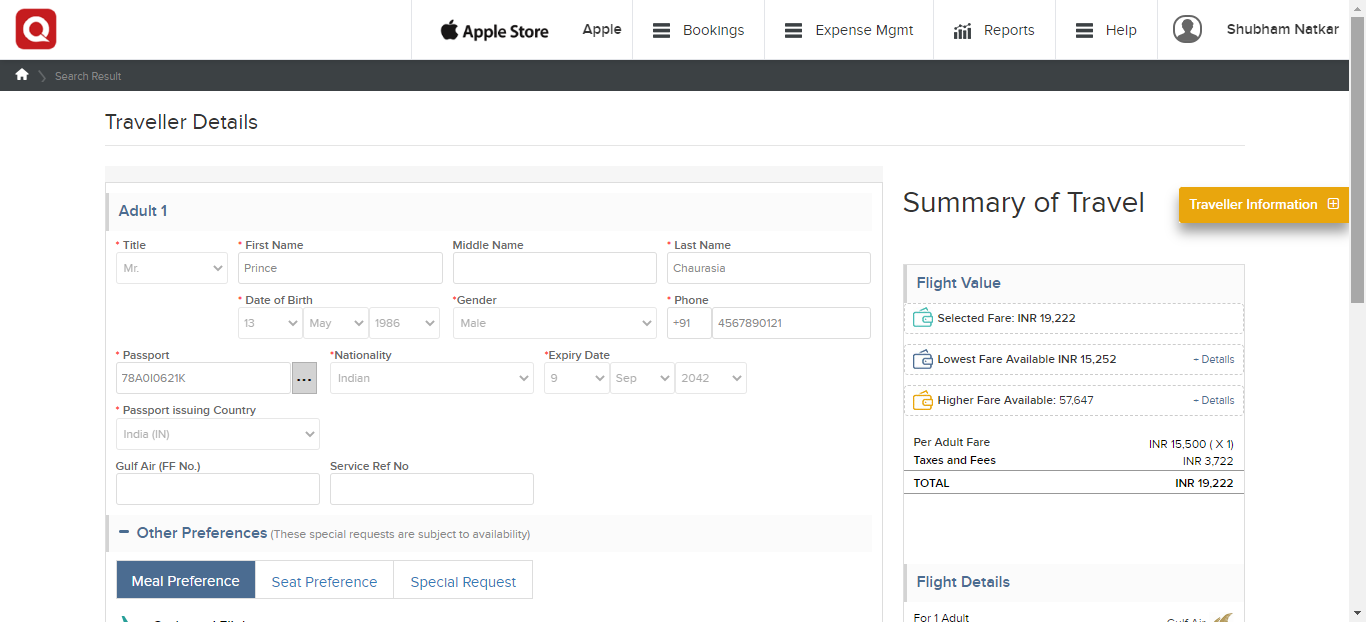 Apple Store
Apple
Bookings
Expense Mgmt
Reports
Help
Shubham Natkar
Search Result
Traveller Details
Adult 1
* Title
* First Name
Middle Name
* Last Name
Mr.
Prince
Chaurasia
* Date of Birth
*Gender
* Phone
13
May
1986
Male
+91
4567890121
* Passport
*Nationality
*Expiry Date
78A0I0621K
...
Indian
9
Sep
2042
* Passport issuing Country
India (IN)
Gulf Air (FF No.)
Service Ref No
− Other Preferences (These special requests are subject to availability)
Meal Preference
Seat Preference
Special Request
Summary of Travel
Traveller Information
Flight Value
Selected Fare: INR 19,222
Lowest Fare Available INR 15,252
+ Details
Higher Fare Available: 57,647
+ Details
Per Adult Fare
INR 15,500 ( X 1)
Taxes and Fees
INR 3,722
TOTAL
INR 19,222
Flight Details
For 1 Adult
Gulf Air